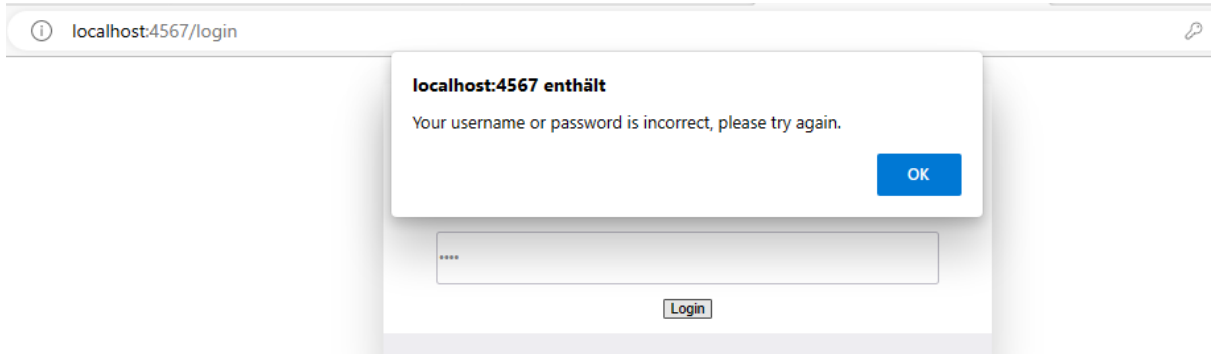 localhost:4567/login
localhost:4567 enthält
Your username or password is incorrect, please try again.
OK
••••
Login